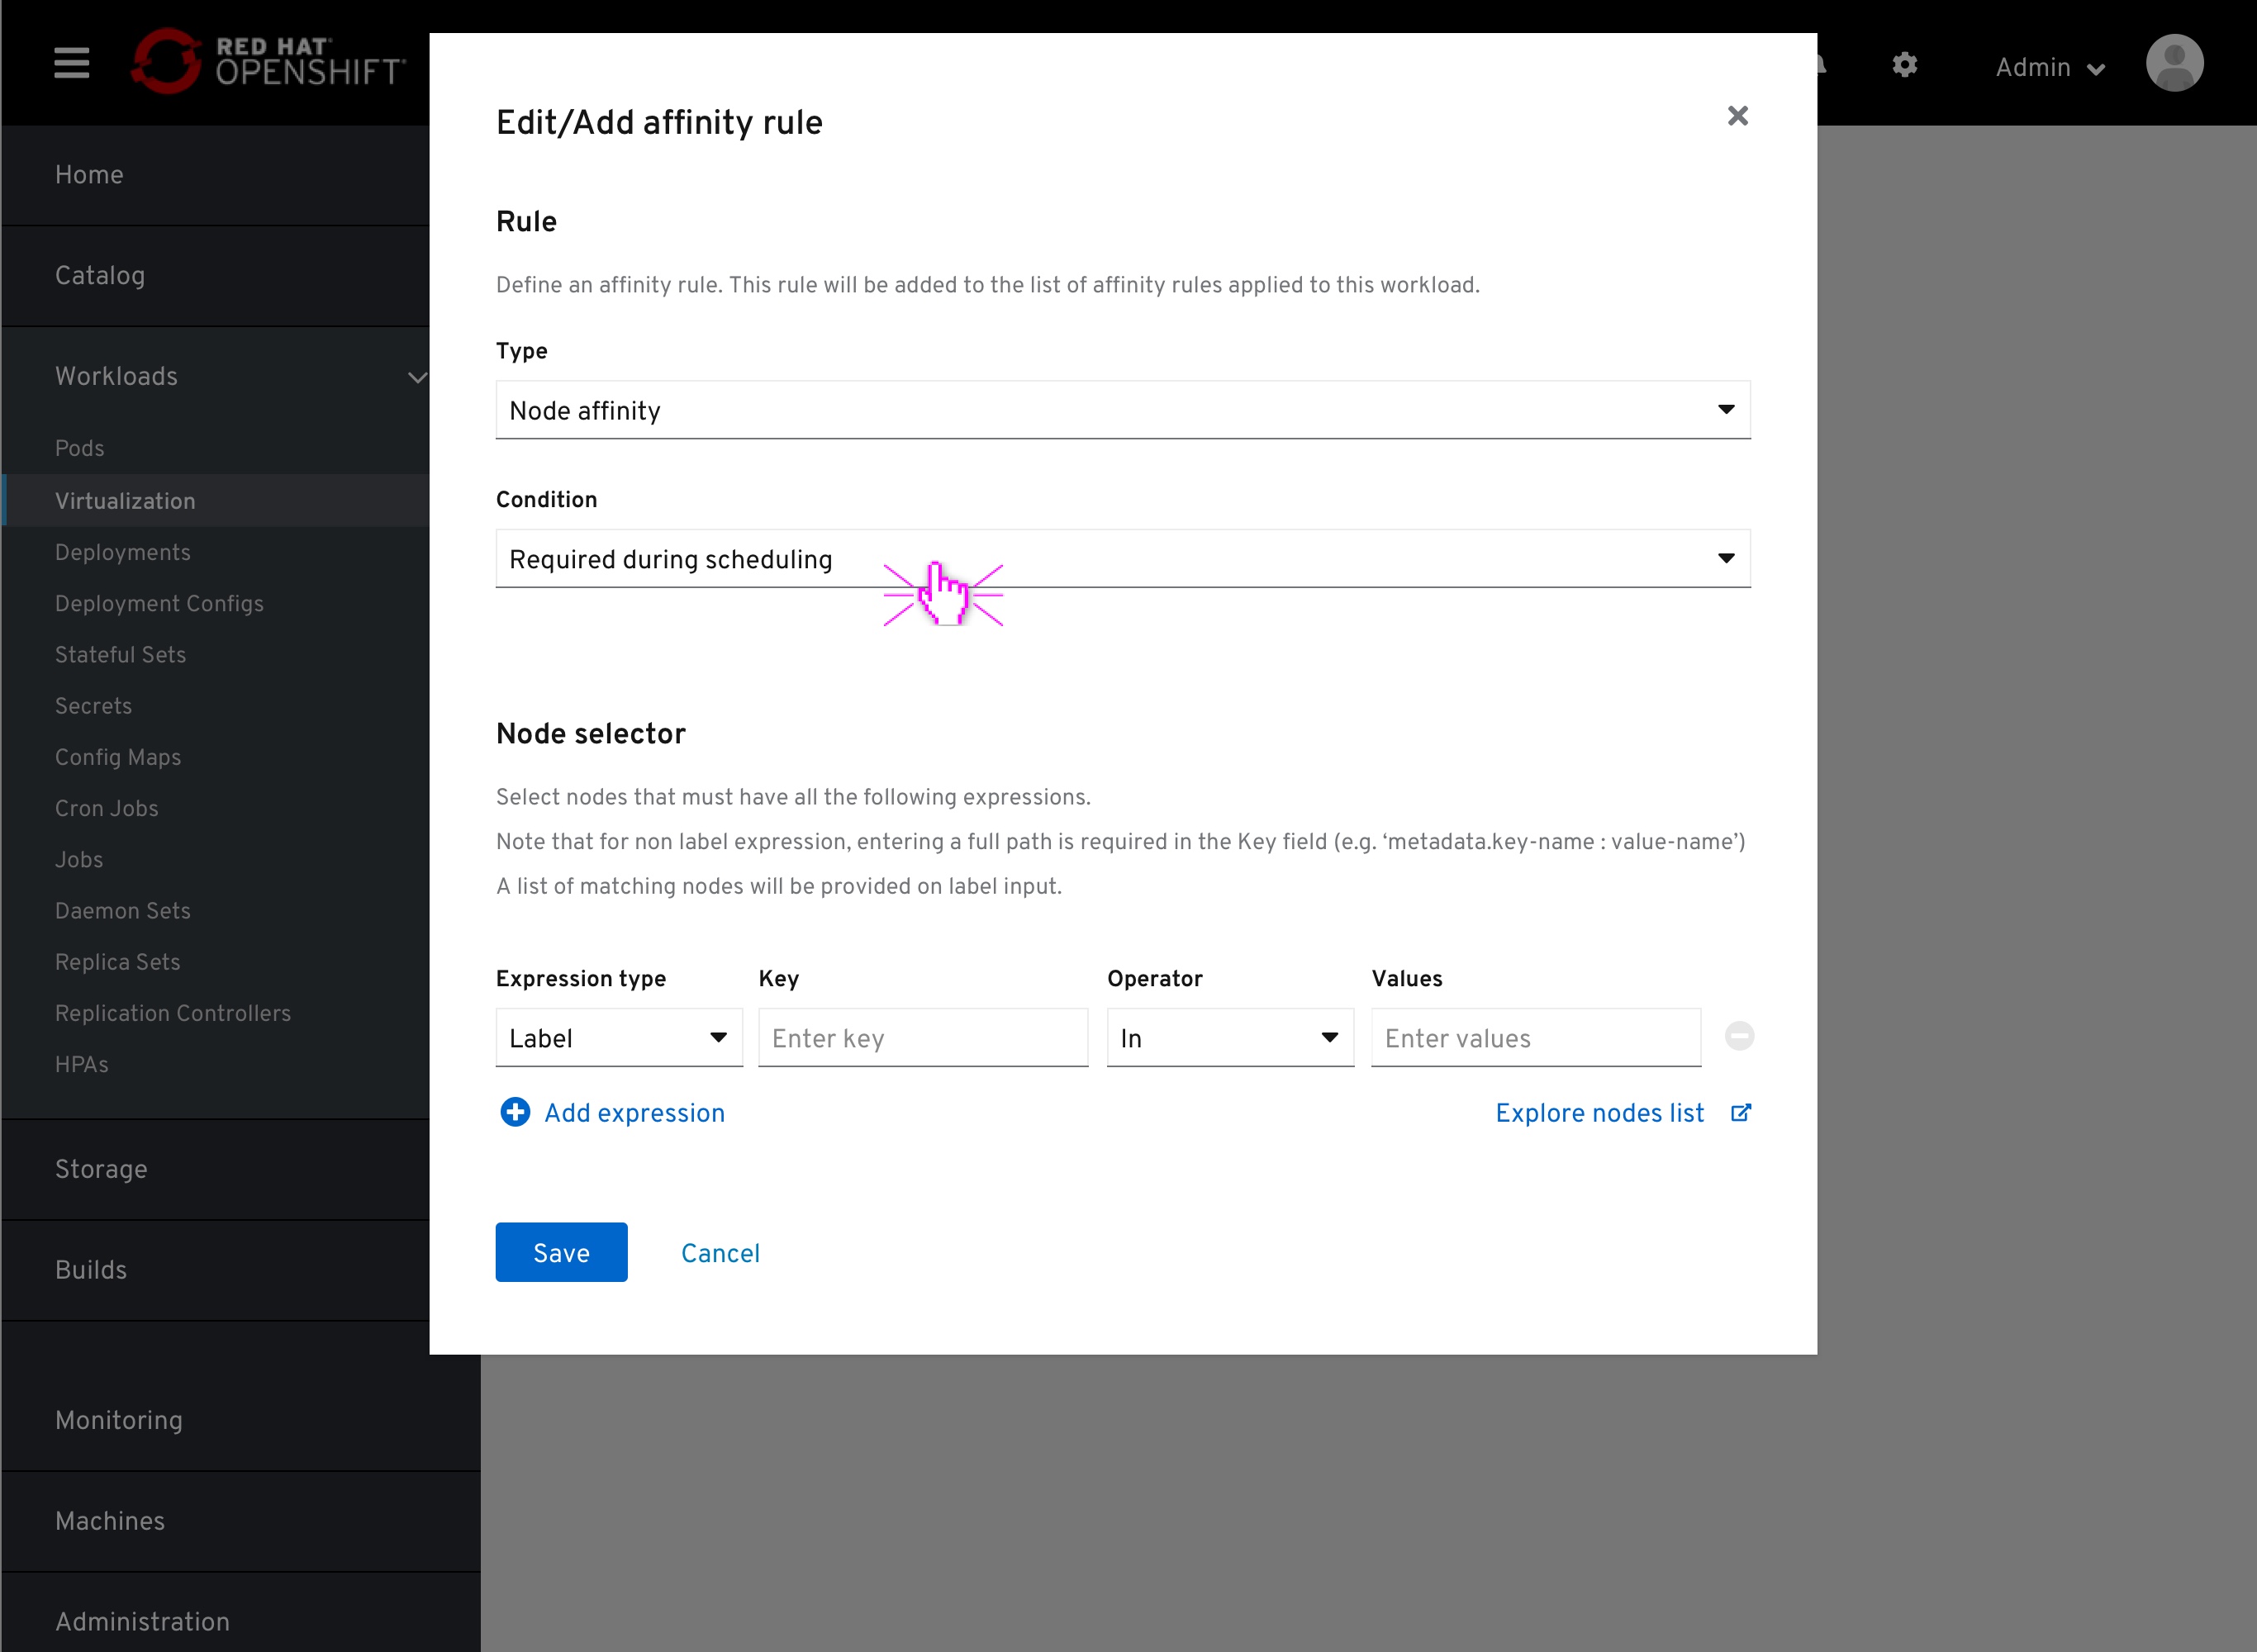 RED HAT®
OPENSHIFT®
Admin
Home
Catalog
Workloads
Pods
Virtualization
Deployments
Deployment Configs
Stateful Sets
Secrets
Config Maps
Cron Jobs
Jobs
Daemon Sets
Replica Sets
Replication Controllers
HPAs
Storage
Builds
Monitoring
Machines
Administration
Edit/Add affinity rule
Rule
Define an affinity rule. This rule will be added to the list of affinity rules applied to this workload.
Type
Node affinity
Condition
Required during scheduling
Node selector
Select nodes that must have all the following expressions.
Note that for non label expression, entering a full path is required in the Key field (e.g. ‘metadata.key-name : value-name’)
A list of matching nodes will be provided on label input.
Expression type Key Operator Values
Label Enter key In Enter values
Add expression Explore nodes list
Save Cancel